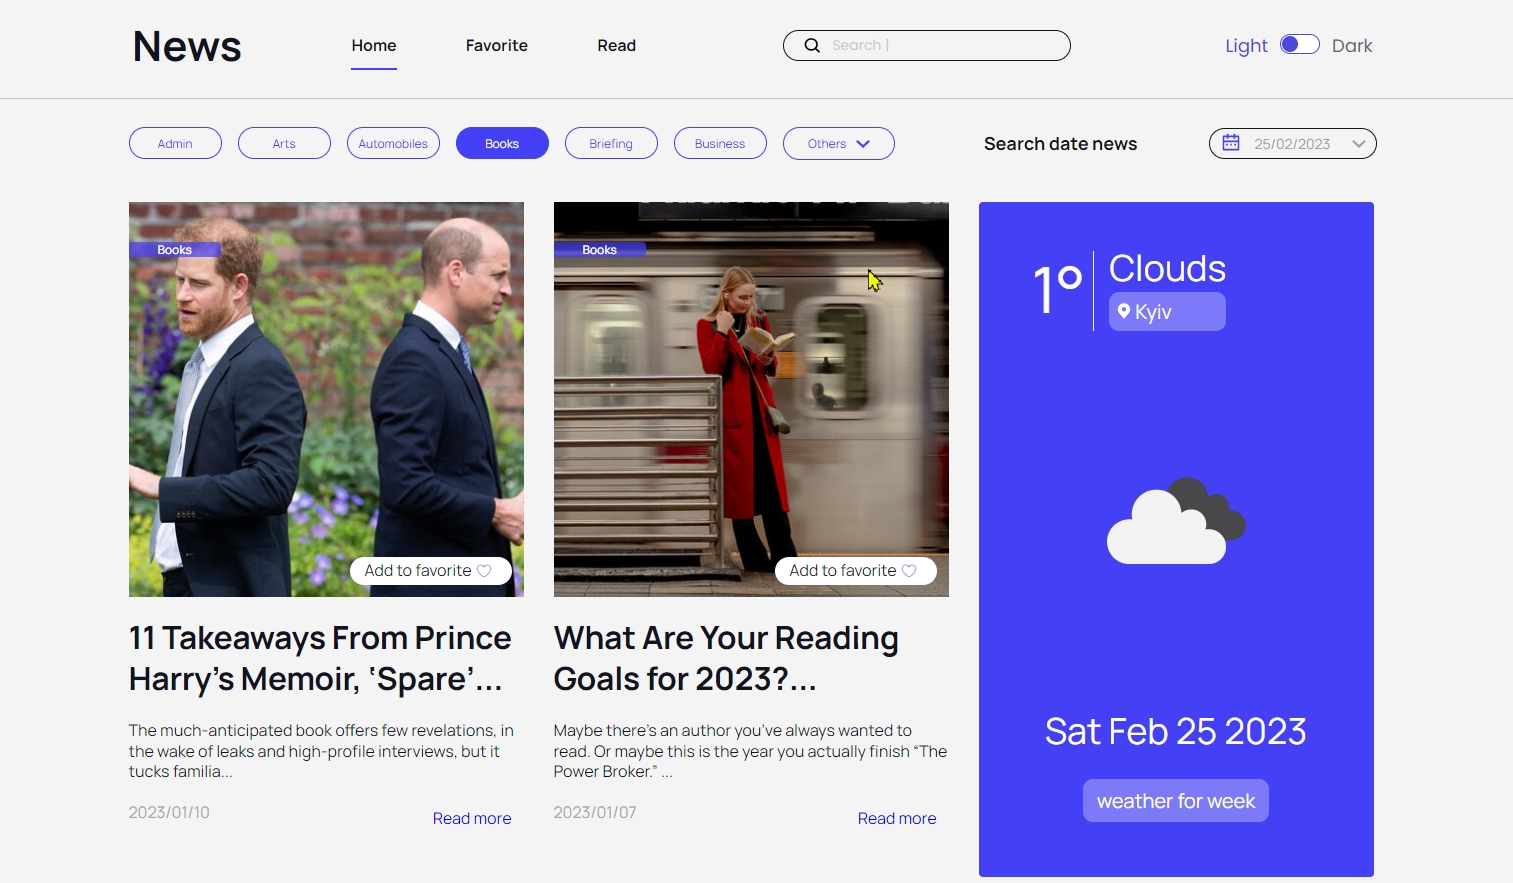 News
Home
Favorite
Read
Search |
Light
Dark
Admin
Arts
Automobiles
Books
Briefing
Business
Others
Search date news
25/02/2023
Books
Add to favorite
11 Takeaways From Prince
Harry’s Memoir, ‘Spare’...
The much-anticipated book offers few revelations, in
the wake of leaks and high-profile interviews, but it
tucks familia...
2023/01/10
Read more
Books
Add to favorite
What Are Your Reading
Goals for 2023?...
Maybe there’s an author you’ve always wanted to
read. Or maybe this is the year you actually finish “The
Power Broker.” ...
2023/01/07
Read more
1°
Clouds
Kyiv
Sat Feb 25 2023
weather for week